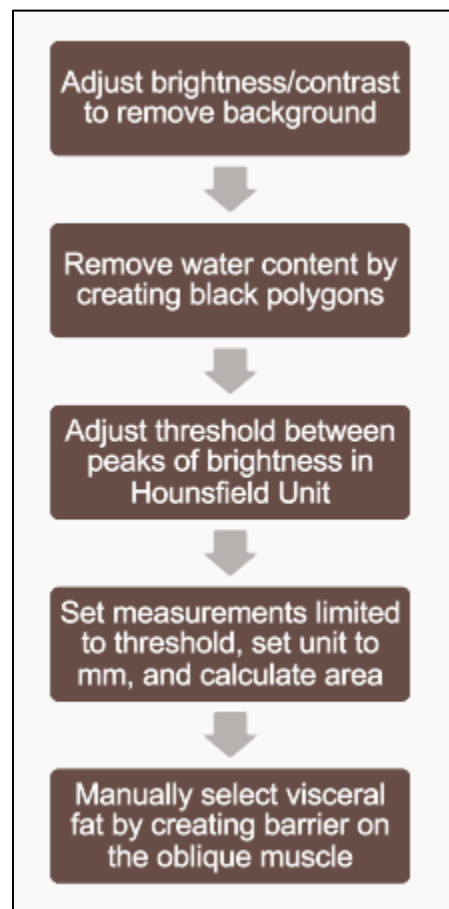 Adjust brightness/contrast
to remove background
Remove water content by
creating black polygons
Adjust threshold between
peaks of brightness in
Hounsfield Unit
Set measurements limited
to threshold, set unit to
mm, and calculate area
Manually select visceral
fat by creating barrier on
the oblique muscle